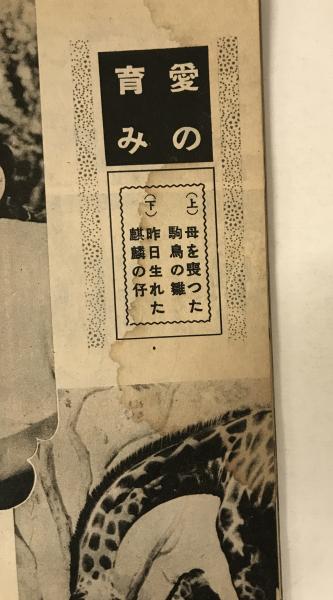 愛の
育み
(上) 母を喪つた
駒鳥の雛
(下) 昨日生れた
麒麟の仔